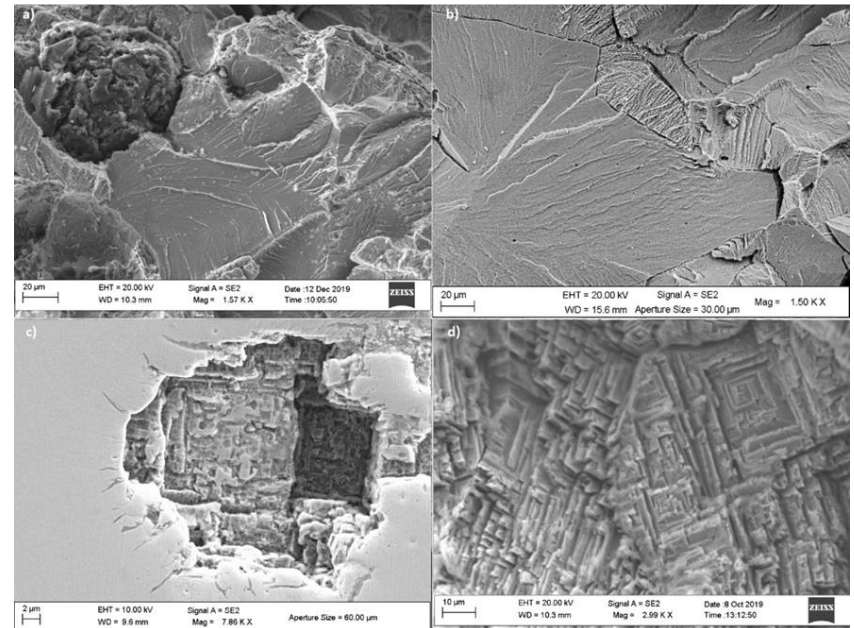 a)
20 µm
EHT = 20.00 kV
WD = 10.3 mm
Signal A = SE2
Mag = 1.57 K X
Date :12 Dec 2019
Time :10:05:50
ZEISS
b)
20 µm
EHT = 20.00 kV
WD = 15.6 mm
Signal A = SE2
Aperture Size = 30.00 µm
Mag = 1.50 K X
c)
2 µm
EHT = 10.00 kV
WD = 9.6 mm
Signal A = SE2
Mag = 7.86 K X
Aperture Size = 60.00 µm
d)
10 µm
EHT = 20.00 kV
WD = 10.3 mm
Signal A = SE2
Mag = 2.99 K X
Date :8 Oct 2019
Time :13:12:50
ZEISS